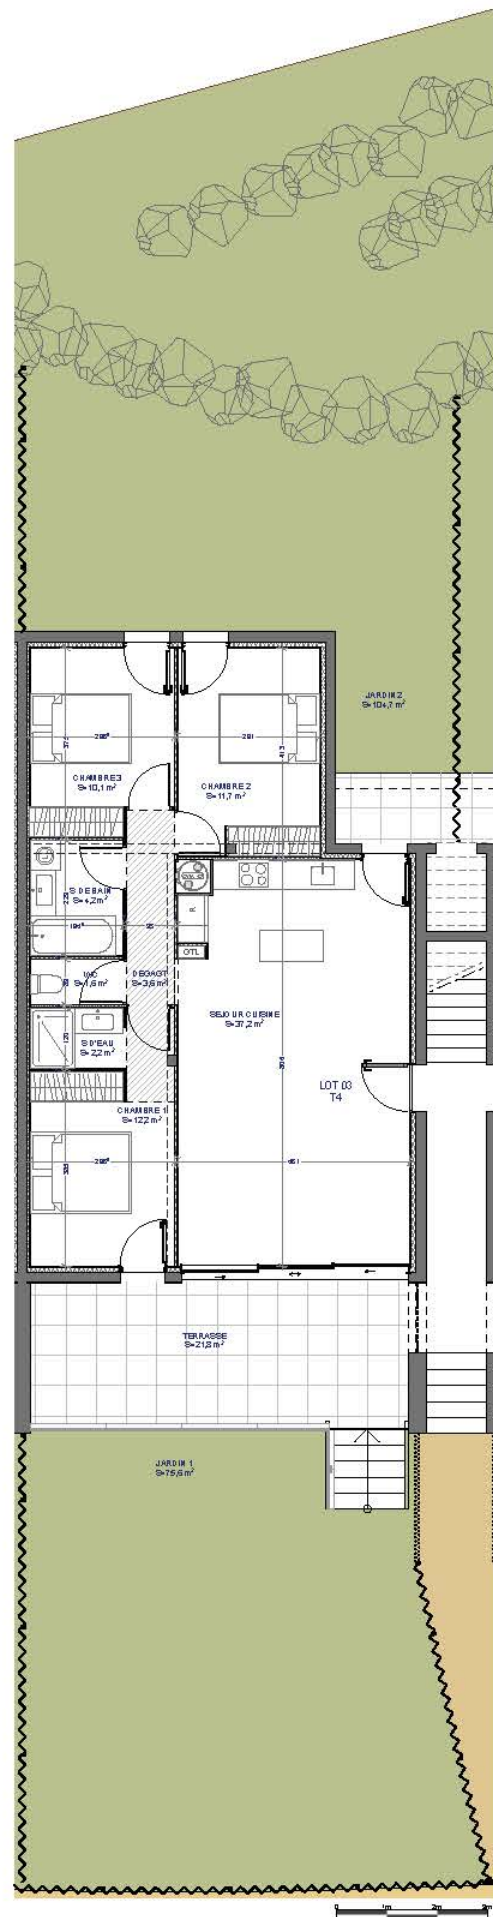 JARDIN 2
S=104,7 m²
CHAMBRE 3
S=10,1 m²
CHAMBRE 2
S=11,7 m²
291
413
S DE BAIN
S=4,2 m²
WC
S=1,6 m²
DEGAGT
S=3,6 m²
R
GTL
S D'EAU
S=2,2 m²
SEJOUR CUISINE
S=37,2 m²
LOT 03
T4
CHAMBRE 1
S=12,2 m²
TERRASSE
S=21,8 m²
JARDIN 1
S=75,6 m²
0 1m 2m